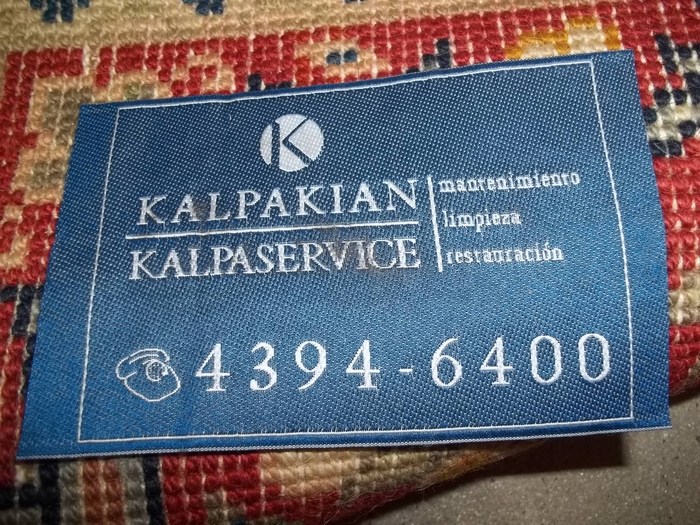 K
KALPAKIAN
KALPASERVICE
mantenimiento
limpieza
restauración
4394-6400